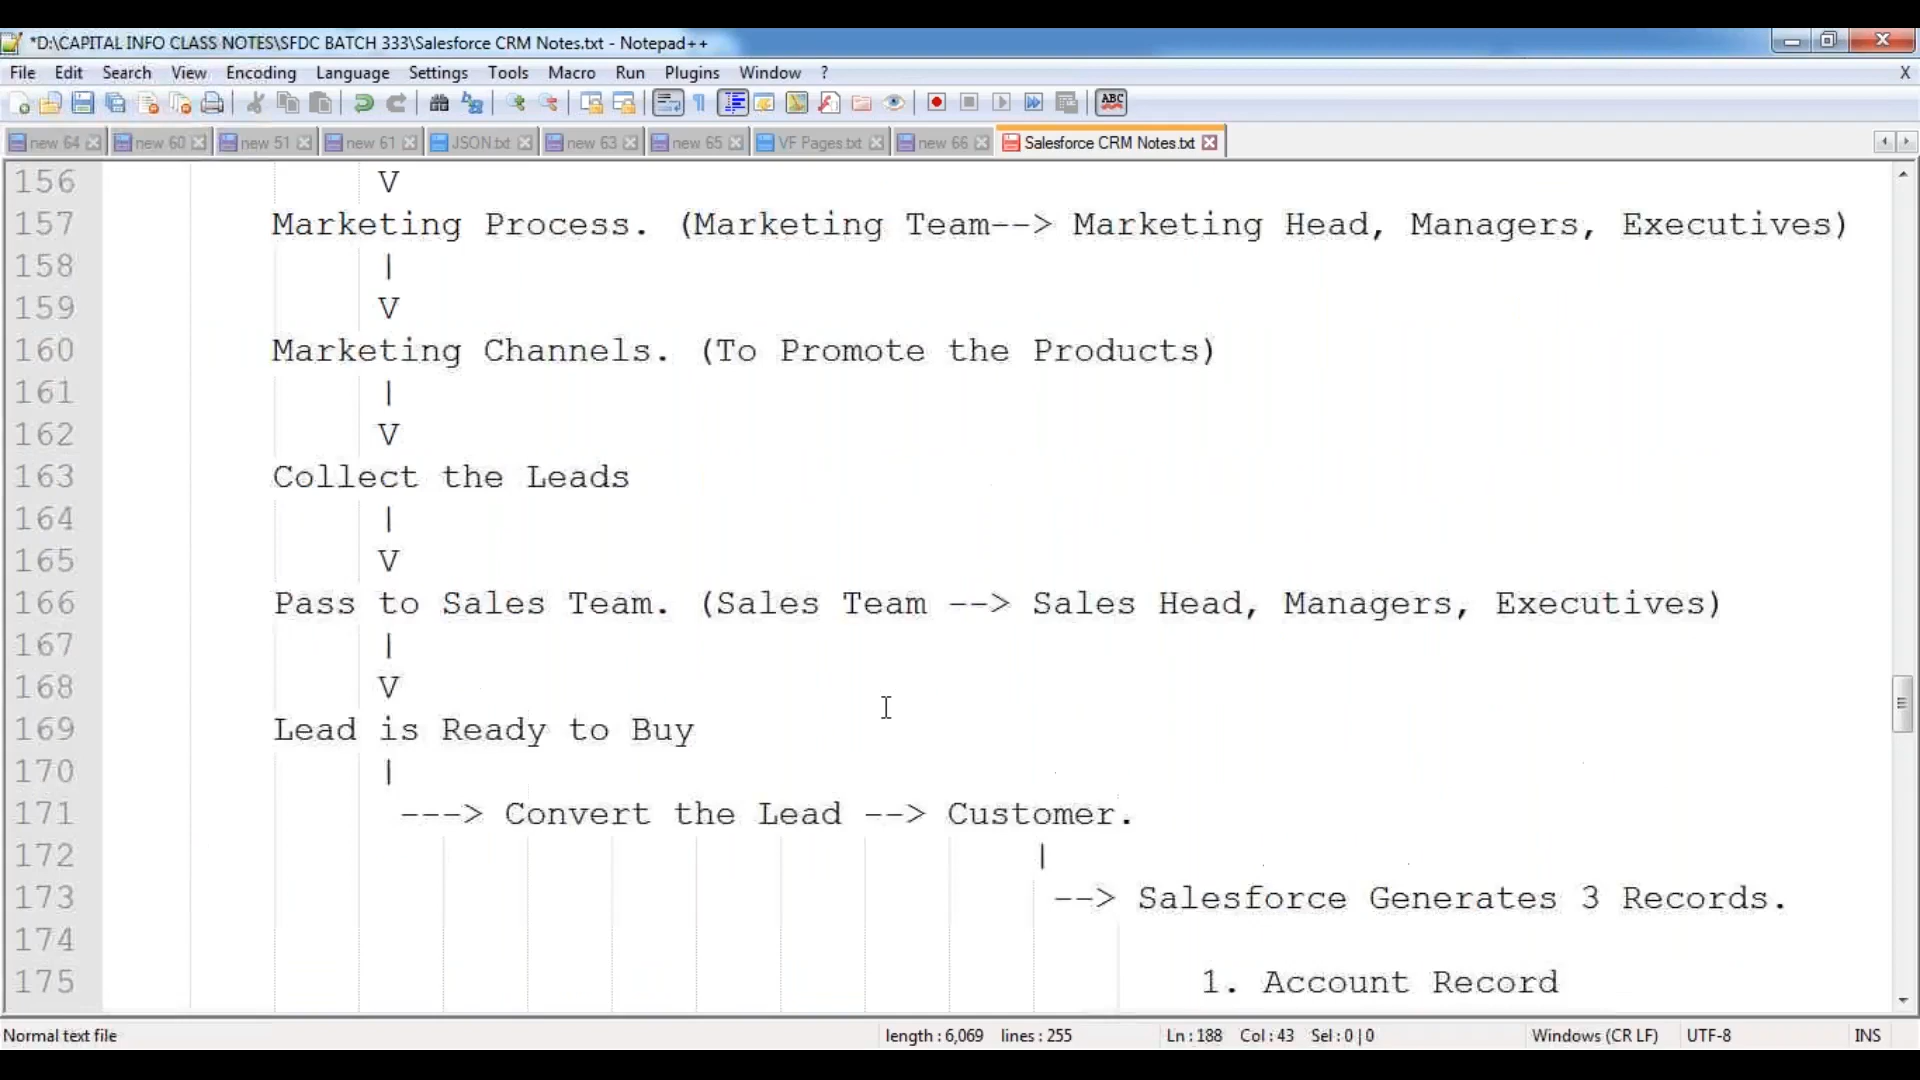 *D:\CAPITAL INFO CLASS NOTES\SFDC BATCH 333\Salesforce CRM Notes.txt - Notepad++
File Edit Search View Encoding Language Settings Tools Macro Run Plugins Window ? X
ABC
new 64 new 60 new 51 new 61 JSON.txt new 63 new 65 VF Pages.txt new 66 Salesforce CRM Notes.txt
156 V
157 Marketing Process. (Marketing Team--> Marketing Head, Managers, Executives)
158 |
159 V
160 Marketing Channels. (To Promote the Products)
161 |
162 V
163 Collect the Leads
164 |
165 V
166 Pass to Sales Team. (Sales Team --> Sales Head, Managers, Executives)
167 |
168 V
169 Lead is Ready to Buy
170 |
171 ---> Convert the Lead --> Customer.
172 |
173 --> Salesforce Generates 3 Records.
174
175 1. Account Record
Normal text file length : 6,069 lines : 255 Ln : 188 Col : 43 Sel : 0 | 0 Windows (CR LF) UTF-8 INS